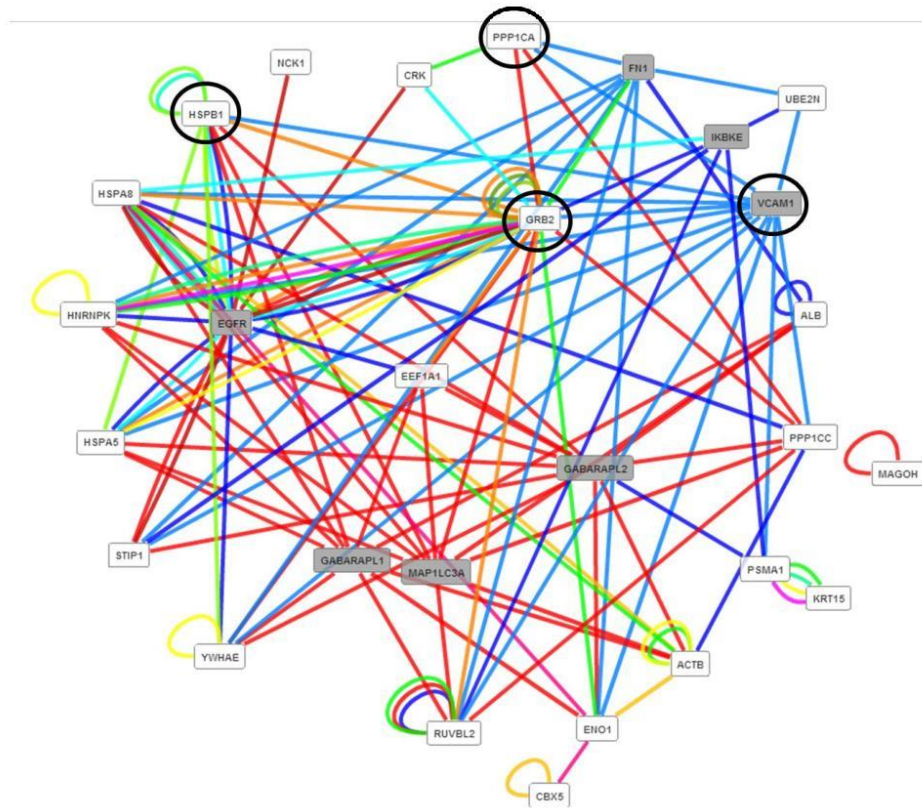 PPP1CA
NCK1
CRK
FN1
UBE2N
HSPB1
IKBKE
HSPA8
VCAM1
GRB2
HNRNPK
EGFR
ALB
EEF1A1
HSPA5
PPP1CC
GABARAPL2
MAGOH
STIP1
GABARAPL1
MAP1LC3A
PSMA1
KRT15
YWHAE
ACTB
RUVBL2
ENO1
CBX5